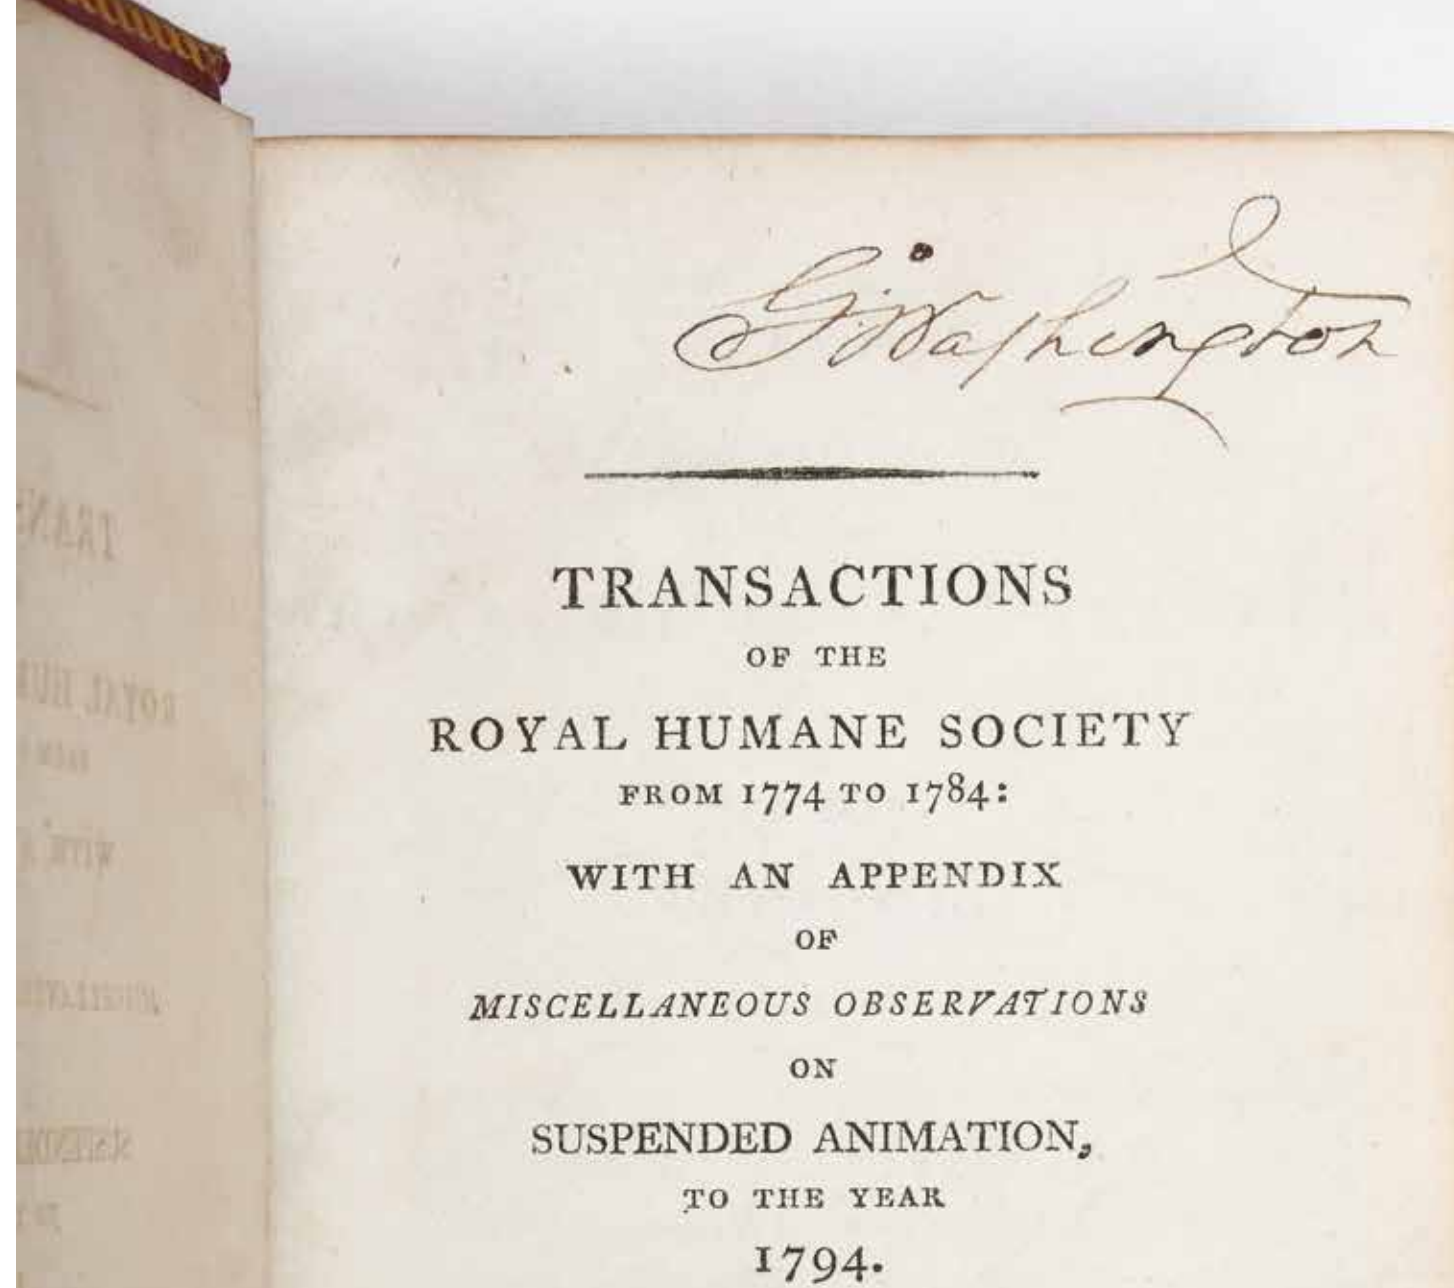 G: Washington
TRANSACTIONS
OF THE
ROYAL HUMANE SOCIETY
FROM 1774 TO 1784:
WITH AN APPENDIX
OF
MISCELLANEOUS OBSERVATIONS
ON
SUSPENDED ANIMATION,
TO THE YEAR
1794.